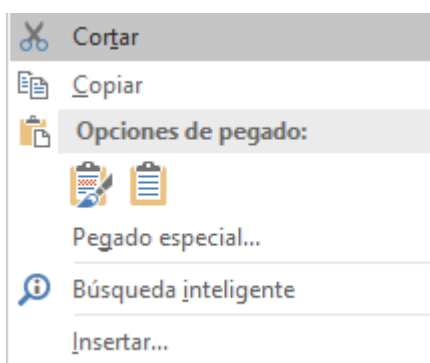 Cortar
Copiar
Opciones de pegado:
Pegado especial...
Búsqueda inteligente
Insertar...